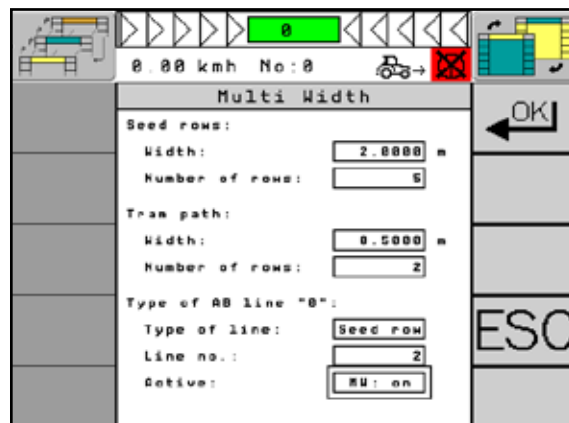 0
0.00 kmh No:0
Multi Width
OK
Seed rows:
Width: 2.0000 m
Number of rows: 5
Tram path:
Width: 0.5000 m
Number of rows: 2
Type of AB line "0":
Type of line: Seed row
Line no.: 2
Active: MW: on
ESC